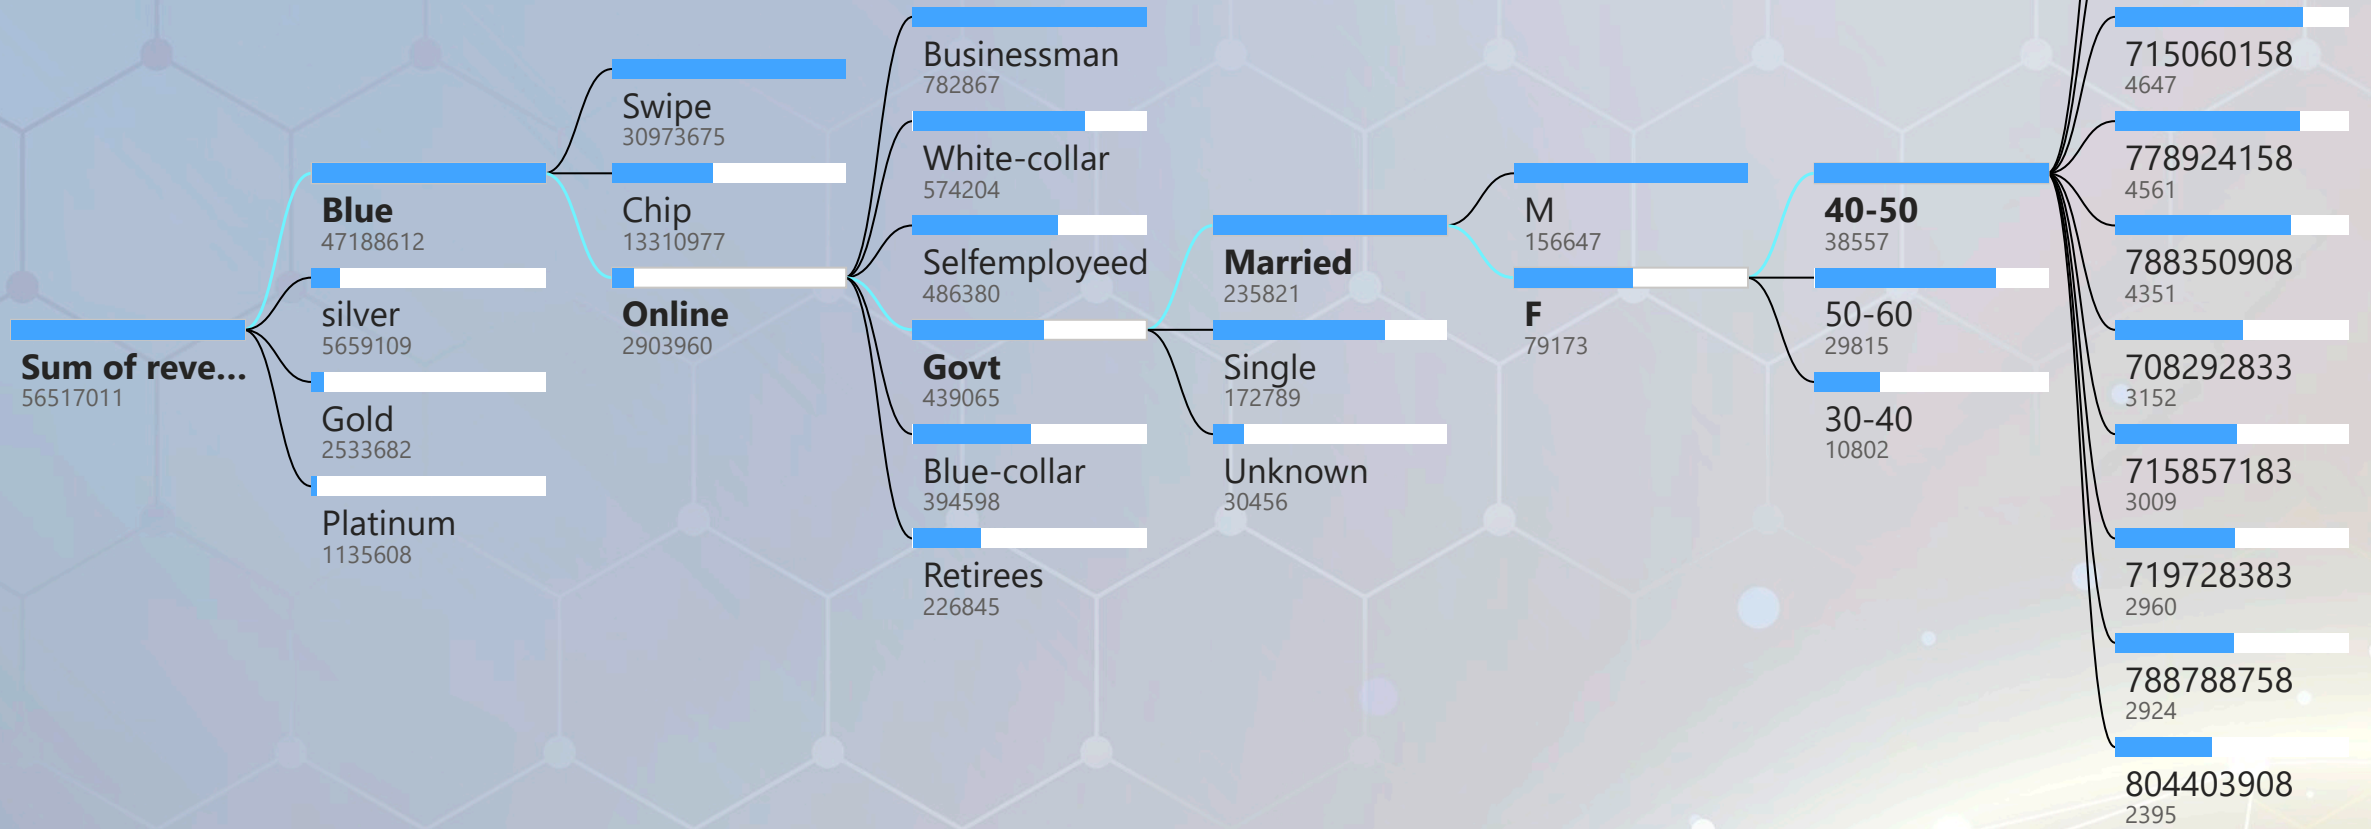 Sum of reve...
56517011
Blue
47188612
silver
5659109
Gold
2533682
Platinum
1135608
Swipe
30973675
Chip
13310977
Online
2903960
Businessman
782867
White-collar
574204
Selfemployeed
486380
Govt
439065
Blue-collar
394598
Retirees
226845
Married
235821
Single
172789
Unknown
30456
M
156647
F
79173
40-50
38557
50-60
29815
30-40
10802
715060158
4647
778924158
4561
788350908
4351
708292833
3152
715857183
3009
719728383
2960
788788758
2924
804403908
2395